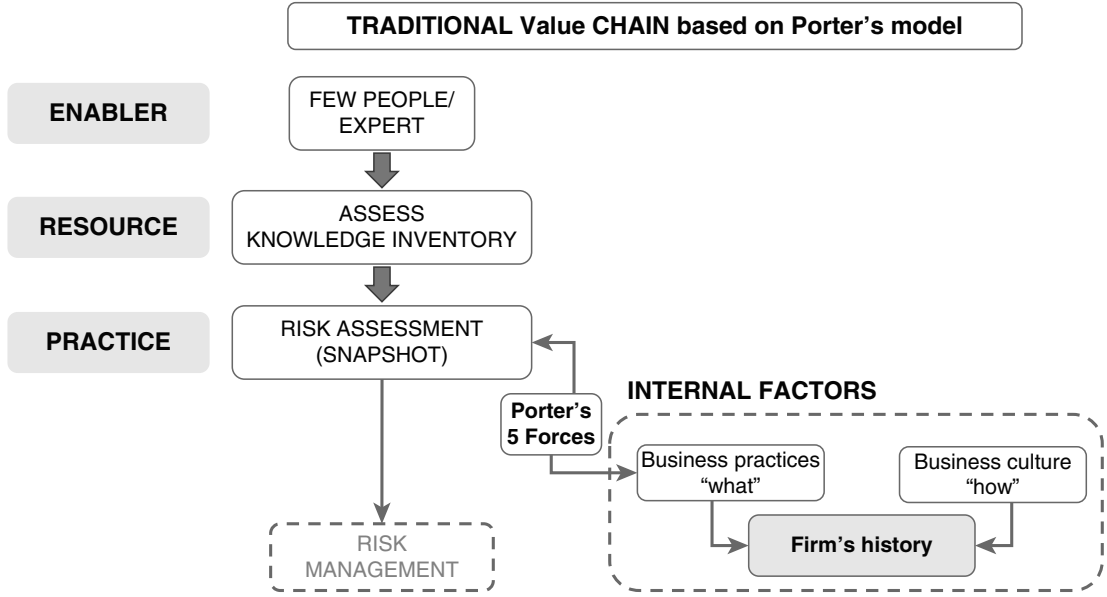 TRADITIONAL Value CHAIN based on Porter’s model
ENABLER
FEW PEOPLE/
EXPERT
RESOURCE
ASSESS
KNOWLEDGE INVENTORY
PRACTICE
RISK ASSESSMENT
(SNAPSHOT)
Porter’s
5 Forces
INTERNAL FACTORS
Business practices
“what”
Business culture
“how”
Firm’s history
RISK
MANAGEMENT